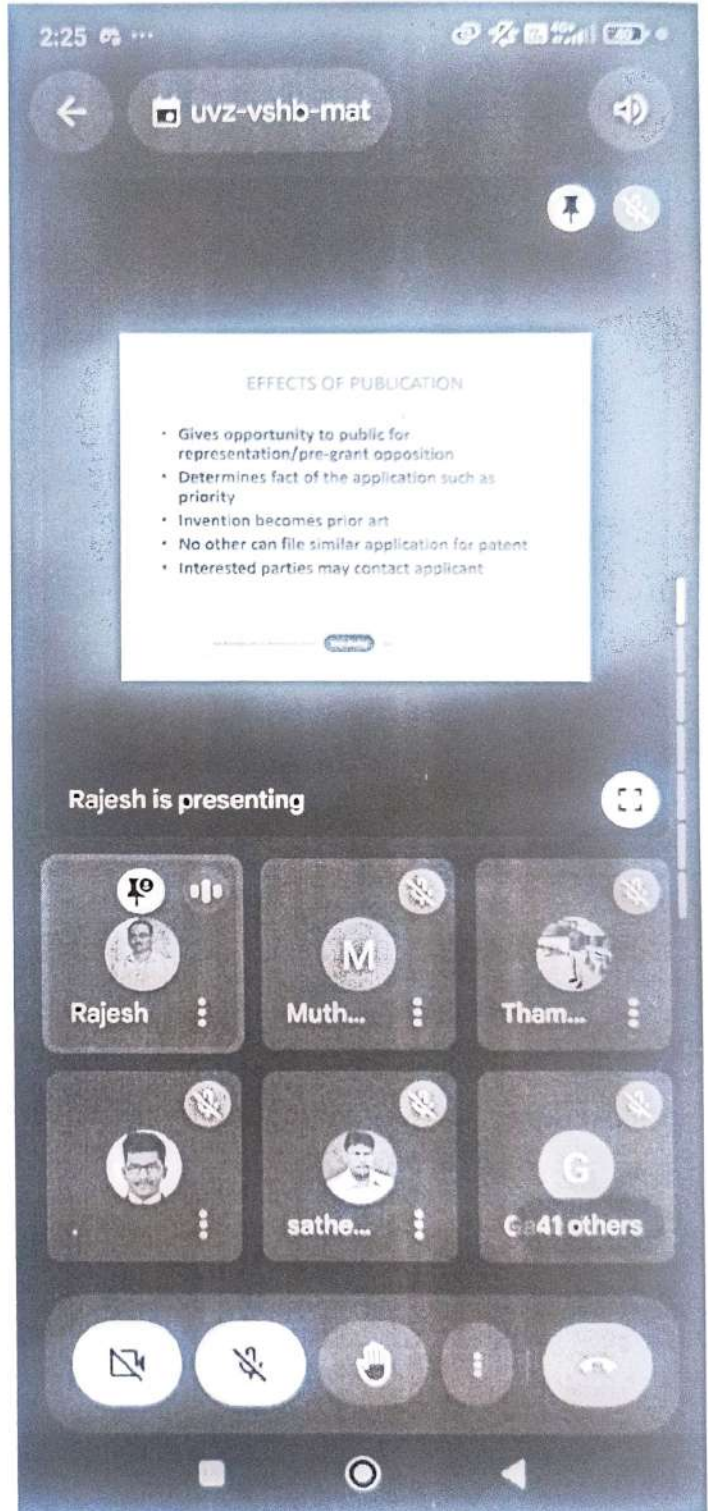 2:25
uvz-vshb-mat
EFFECTS OF PUBLICATION
• Gives opportunity to public for
representation/pre-grant opposition
• Determines fact of the application such as
priority
• Invention becomes prior art
• No other can file similar application for patent
• Interested parties may contact applicant
Rajesh is presenting
Rajesh
M
Muth...
Tham...
.
sathe...
G
41 others